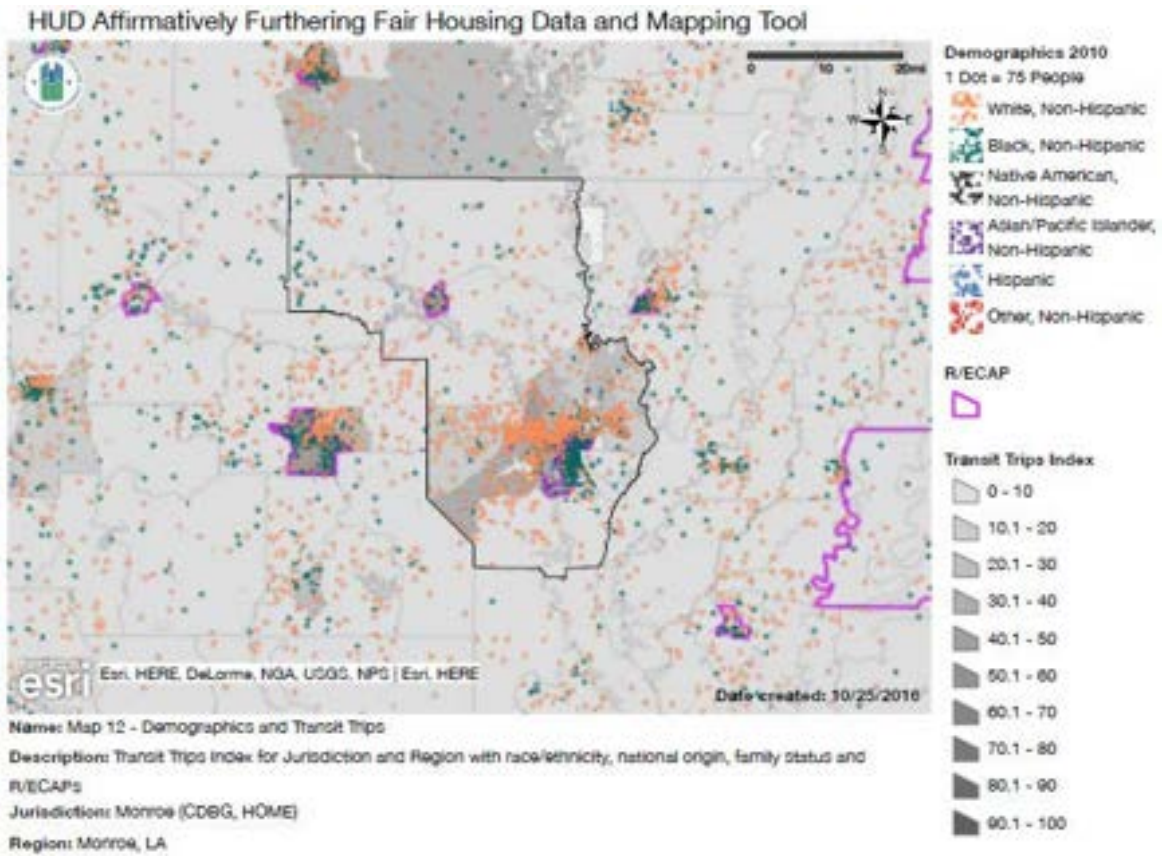 HUD Affirmatively Furthering Fair Housing Data and Mapping Tool
0 10 20mi
N
W E
S
Demographics 2010
1 Dot = 75 People
White, Non-Hispanic
Black, Non-Hispanic
Native American,
Non-Hispanic
Asian/Pacific Islander,
Non-Hispanic
Hispanic
Other, Non-Hispanic
R/ECAP
Transit Trips Index
0 - 10
10.1 - 20
20.1 - 30
30.1 - 40
40.1 - 50
50.1 - 60
60.1 - 70
70.1 - 80
80.1 - 90
90.1 - 100
esri
Esri, HERE, DeLorme, NGA, USGS, NPS | Esri, HERE
Date created: 10/25/2016
Name: Map 12 - Demographics and Transit Trips
Description: Transit Trips Index for Jurisdiction and Region with race/ethnicity, national origin, family status and
R/ECAPs
Jurisdiction: Monroe (CDBG, HOME)
Region: Monroe, LA